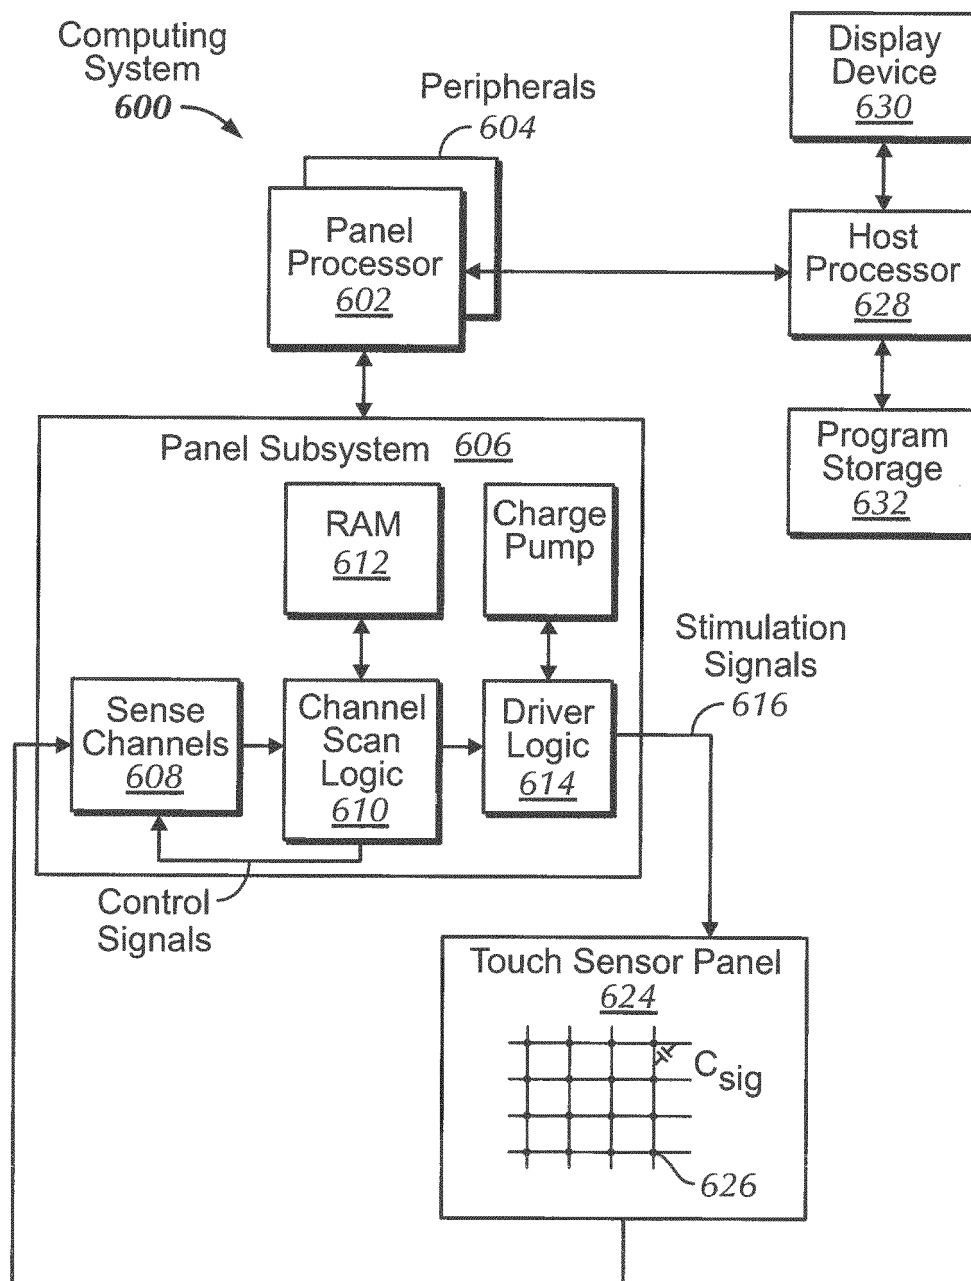 Computing
System
600
Peripherals
604
Display
Device
630
Panel
Processor
602
Host
Processor
628
Program
Storage
632
Panel Subsystem 606
RAM
612
Charge
Pump
Stimulation
Signals
616
Sense
Channels
608
Channel
Scan
Logic
610
Driver
Logic
614
Control
Signals
Touch Sensor Panel
624
Csig
626